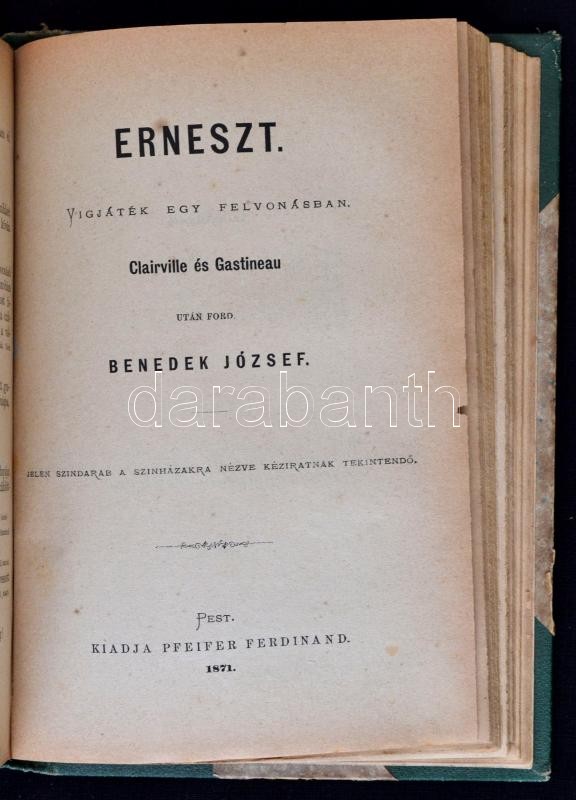 ERNESZT.
VIGJÁTÉK EGY FELVONÁSBAN.
Clairville és Gastineau
UTÁN FORD.
BENEDEK JÓZSEF.
darabanth
JELEN SZINDARAB A SZINHÁZAKRA NÉZVE KÉZIRATNAK TEKINTENDŐ.
PEST.
KIADJA PFEIFER FERDINAND.
1871.